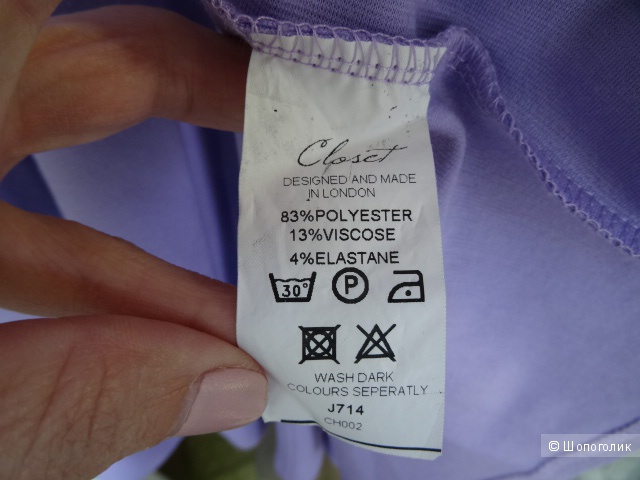 Closet
DESIGNED AND MADE
IN LONDON
83%POLYESTER
13%VISCOSE
4%ELASTANE
30° P
WASH DARK
COLOURS SEPERATLY
J714
CH002
© Шопоголик